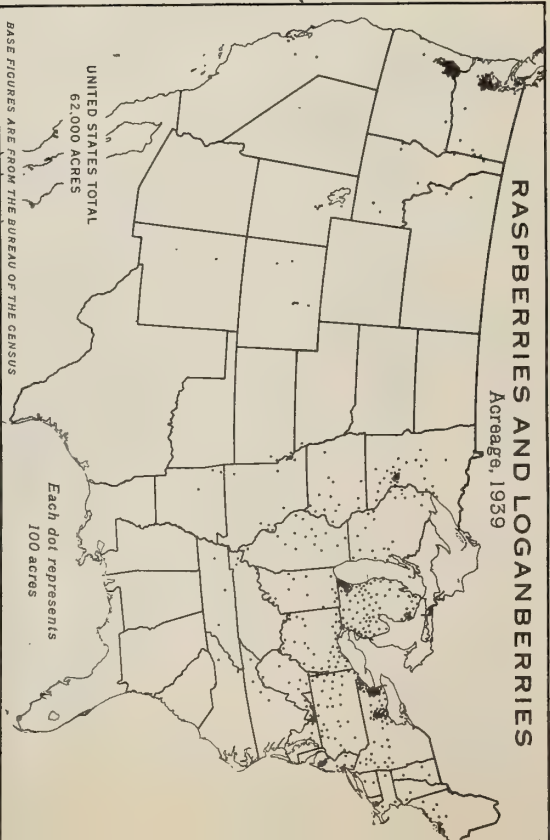 RASPBERRIES AND LOGANBERRIES
Acreage, 1939
UNITED STATES TOTAL
62,000 ACRES
Each dot represents
100 acres
BASE FIGURES ARE FROM THE BUREAU OF THE CENSUS